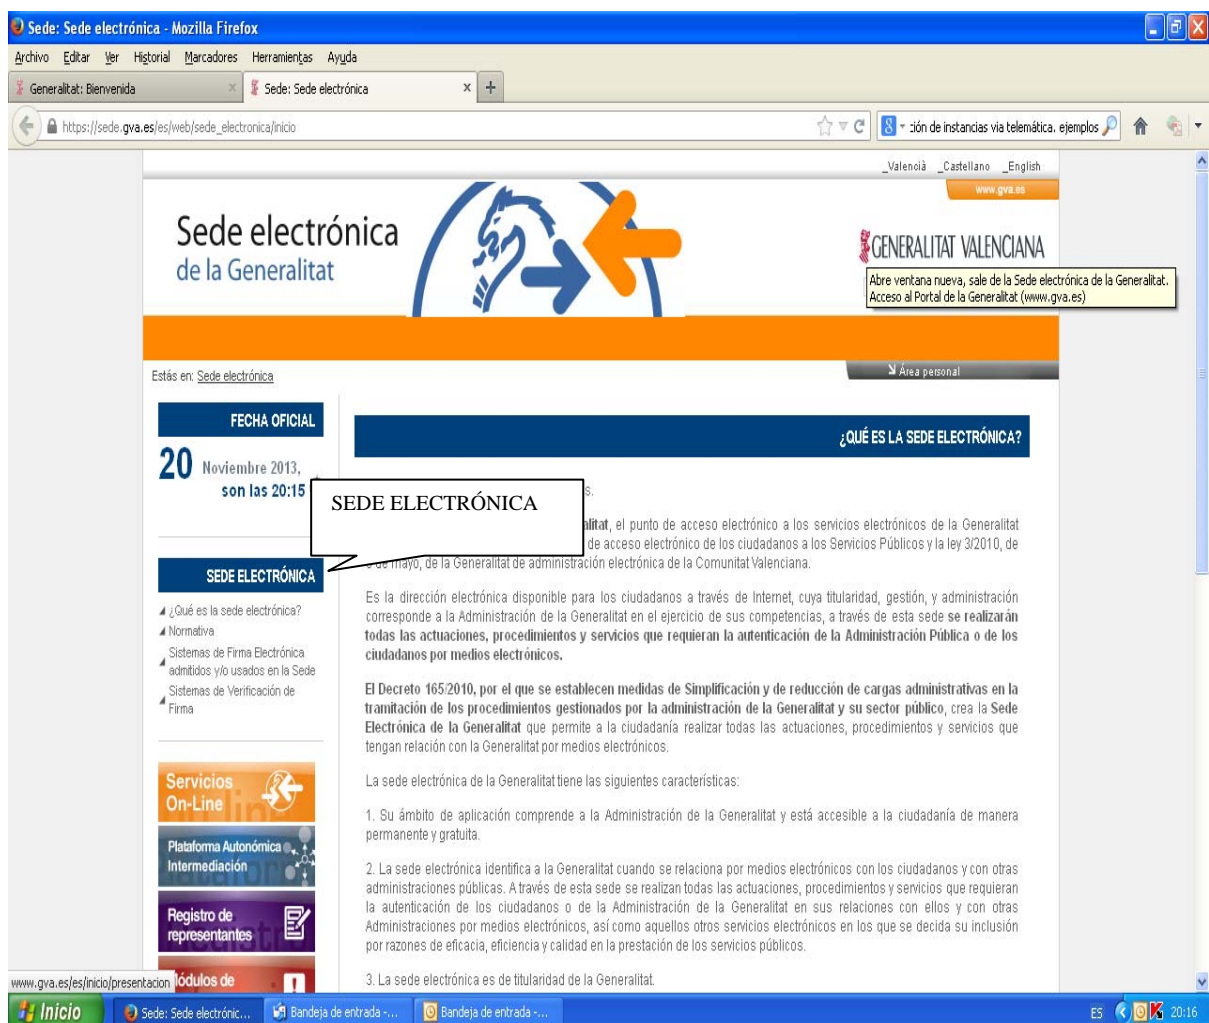 Sede: Sede electrónica - Mozilla Firefox
Archivo Editar Ver Historial Marcadores Herramientas Ayuda
Generalitat: Bienvenida × Sede: Sede electrónica × +
https://sede.gva.es/es/web/sede_electronica/inicio ción de instancias via telemática. ejemplos
_Valencià _Castellano _English
www.gva.es
Sede electrónica
de la Generalitat
GENERALITAT VALENCIANA
Abre ventana nueva, sale de la Sede electrónica de la Generalitat.
Acceso al Portal de la Generalitat (www.gva.es)
Estás en: Sede electrónica
Área personal
FECHA OFICIAL
20 Noviembre 2013,
son las 20:15
SEDE ELECTRÓNICA
SEDE ELECTRÓNICA
¿Qué es la sede electrónica?
Normativa
Sistemas de Firma Electrónica
admitidos y/o usados en la Sede
Sistemas de Verificación de
Firma
Servicios
On-Line
Plataforma Autonómica
Intermediación
Registro de
representantes
Módulos de
¿QUÉ ES LA SEDE ELECTRÓNICA?
s.
alitat, el punto de acceso electrónico a los servicios electrónicos de la Generalitat
de acceso electrónico de los ciudadanos a los Servicios Públicos y la ley 3/2010, de
de mayo, de la Generalitat de administración electrónica de la Comunitat Valenciana.
Es la dirección electrónica disponible para los ciudadanos a través de Internet, cuya titularidad, gestión, y administración
corresponde a la Administración de la Generalitat en el ejercicio de sus competencias, a través de esta sede se realizarán
todas las actuaciones, procedimientos y servicios que requieran la autenticación de la Administración Pública o de los
ciudadanos por medios electrónicos.
El Decreto 165/2010, por el que se establecen medidas de Simplificación y de reducción de cargas administrativas en la
tramitación de los procedimientos gestionados por la administración de la Generalitat y su sector público, crea la Sede
Electrónica de la Generalitat que permite a la ciudadanía realizar todas las actuaciones, procedimientos y servicios que
tengan relación con la Generalitat por medios electrónicos.
La sede electrónica de la Generalitat tiene las siguientes características:
1. Su ámbito de aplicación comprende a la Administración de la Generalitat y está accesible a la ciudadanía de manera
permanente y gratuita.
2. La sede electrónica identifica a la Generalitat cuando se relaciona por medios electrónicos con los ciudadanos y con otras
administraciones públicas. A través de esta sede se realizan todas las actuaciones, procedimientos y servicios que requieran
la autenticación de los ciudadanos o de la Administración de la Generalitat en sus relaciones con ellos y con otras
Administraciones por medios electrónicos, así como aquellos otros servicios electrónicos en los que se decida su inclusión
por razones de eficacia, eficiencia y calidad en la prestación de los servicios públicos.
3. La sede electrónica es de titularidad de la Generalitat.
www.gva.es/es/inicio/presentacion
Inicio Sede: Sede electrónic... Bandeja de entrada -... Bandeja de entrada -... ES 20:16